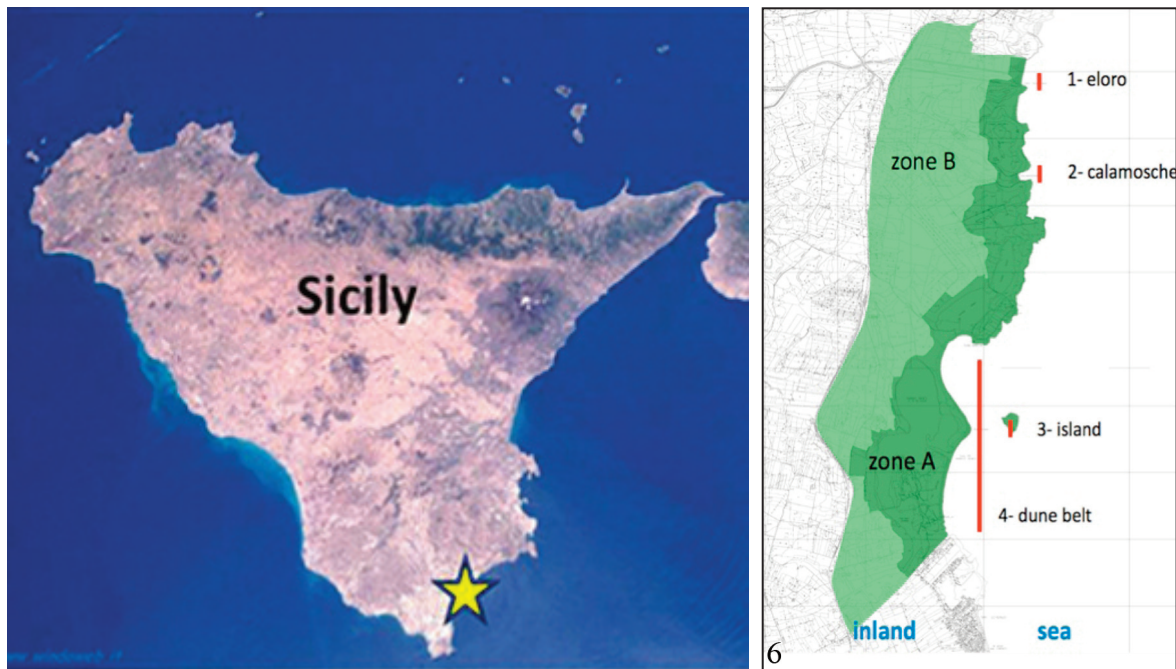 Sicily
1- eloro
2- calamosche
zone B
3- island
zone A
4- dune belt
inland
sea
6